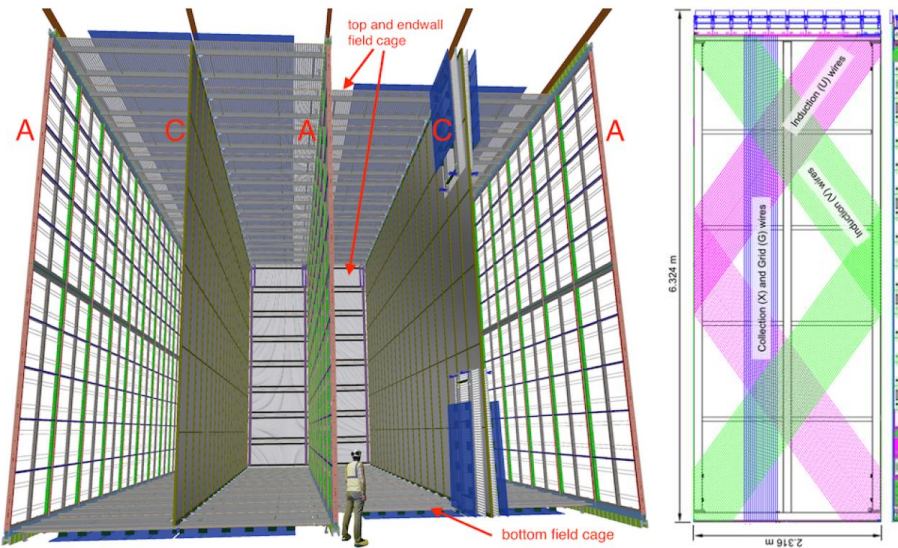 top and endwall
field cage
A
C
A
C
A
bottom field cage
6.324 m
Induction (U) wires
Induction (V) wires
Collection (X) and Grid (G) wires
2.316 m